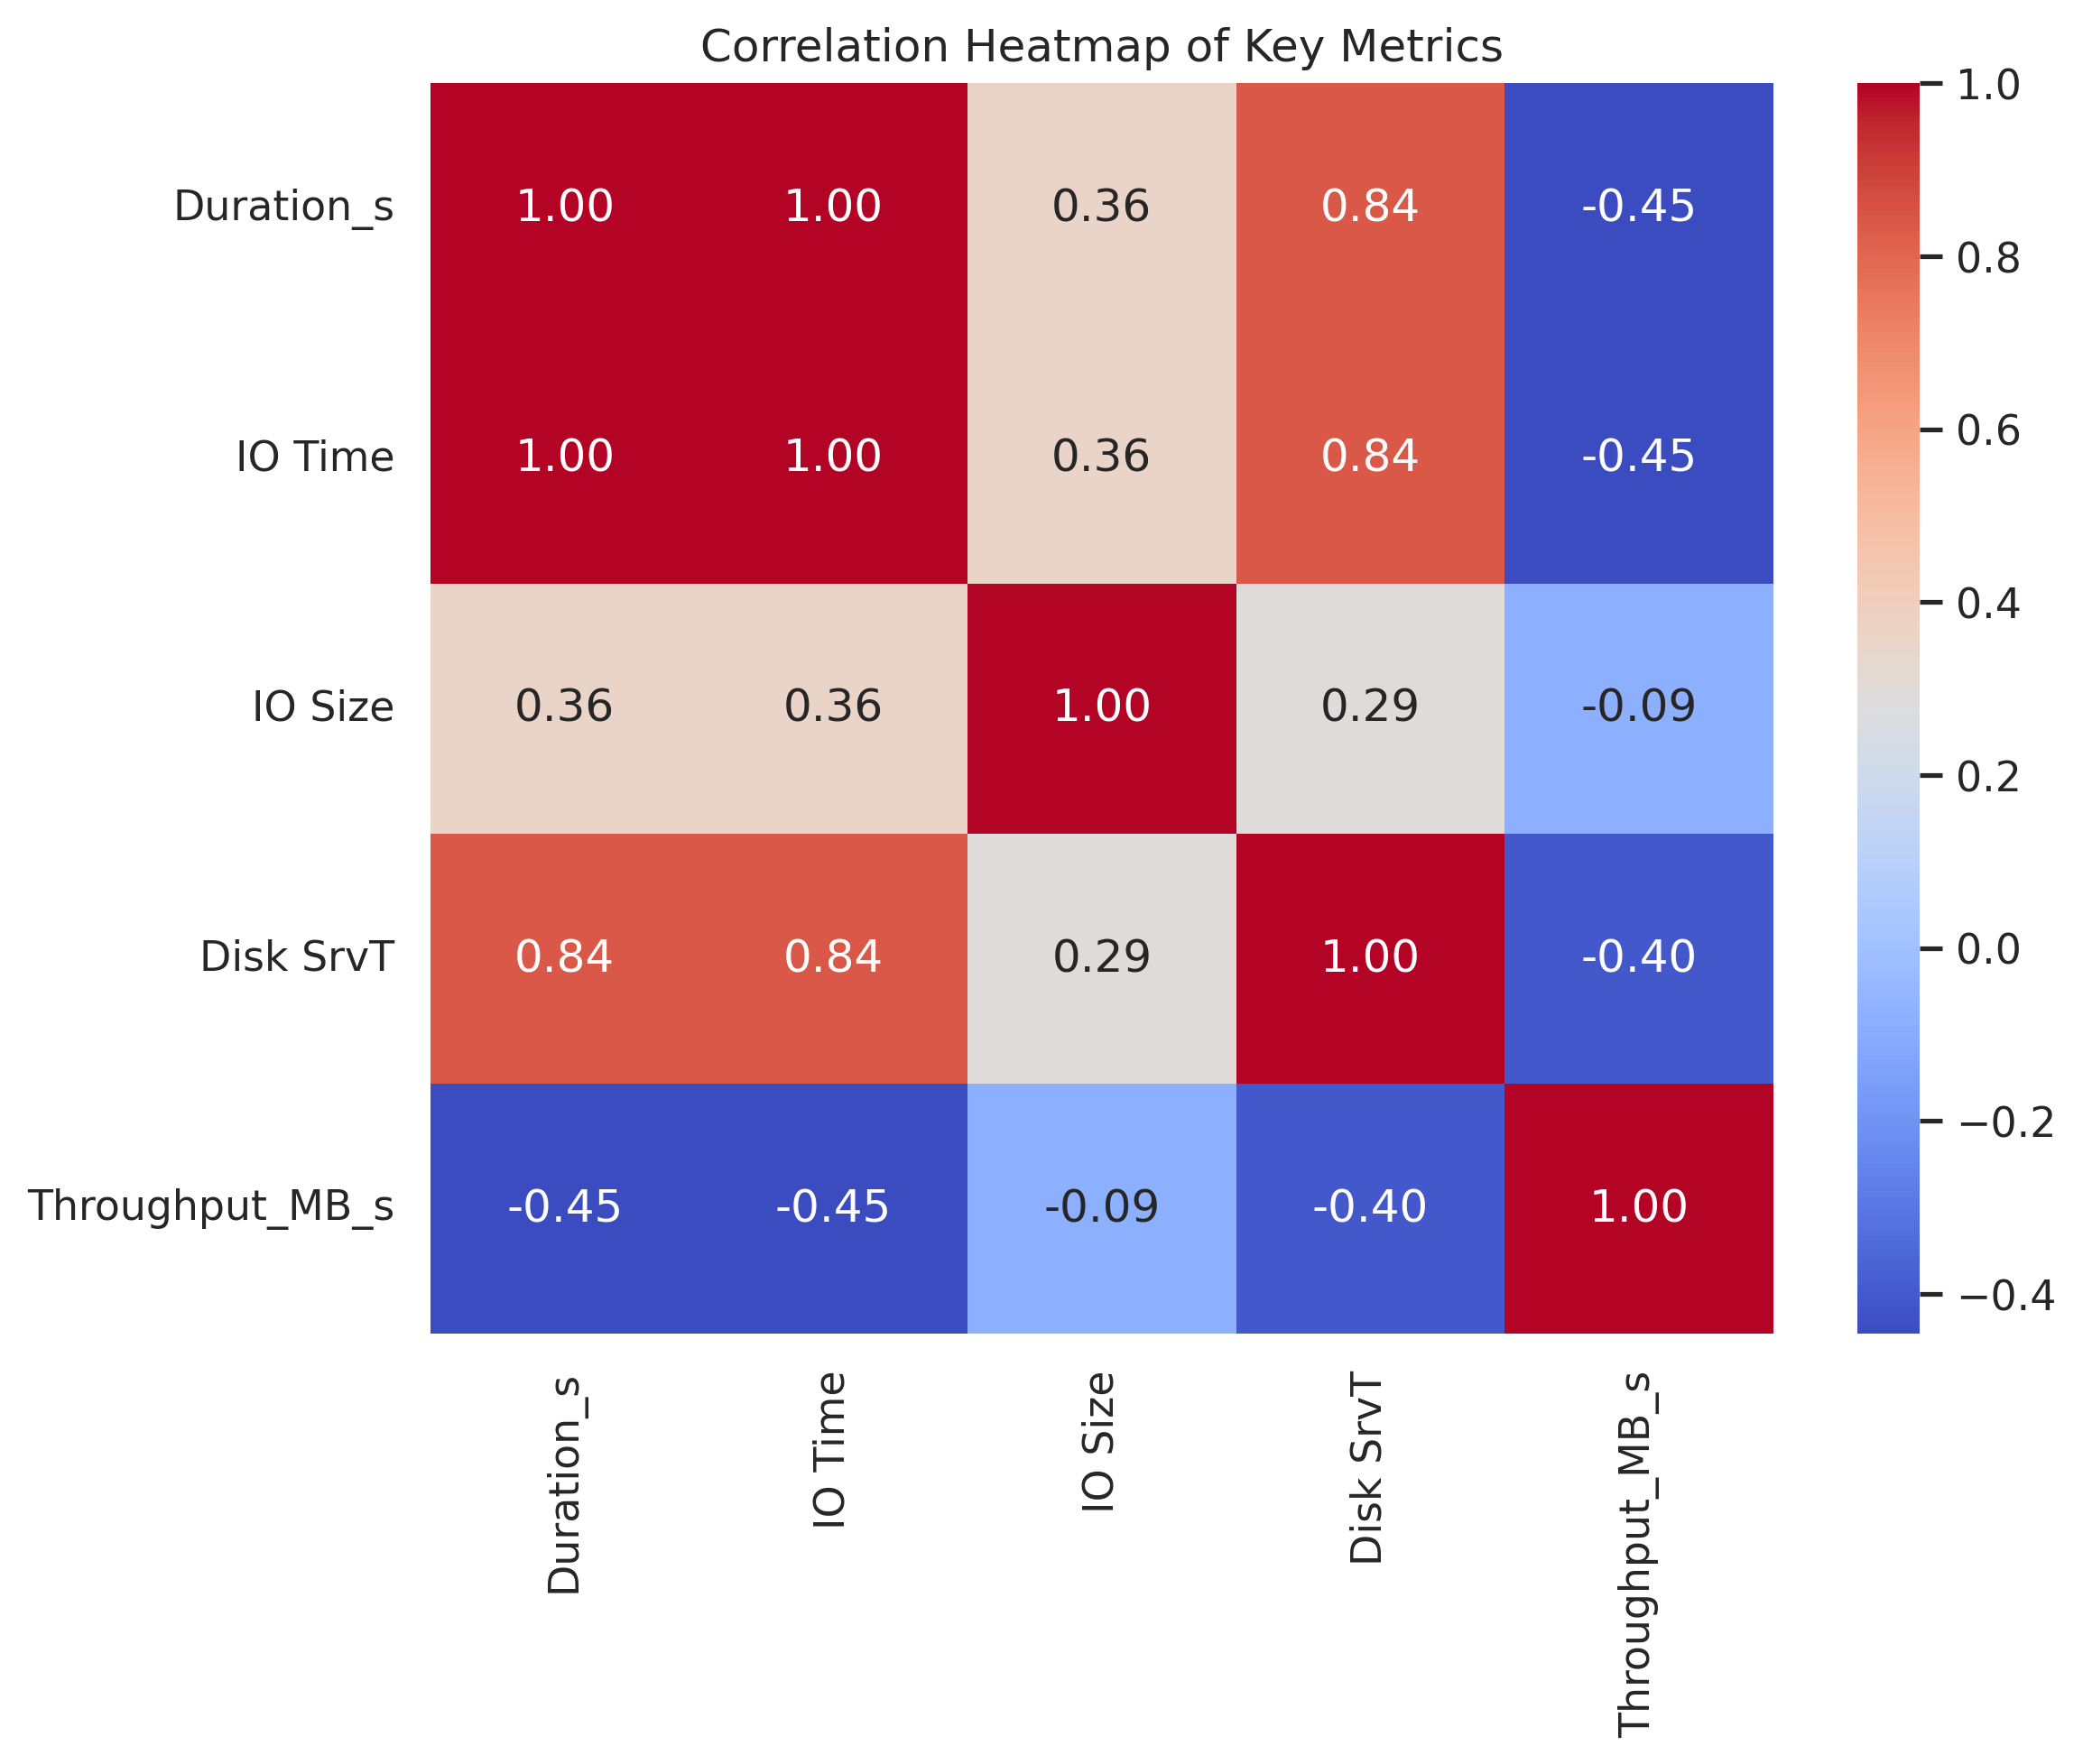 Correlation Heatmap of Key Metrics
Duration_s 1.00 1.00 0.36 0.84 -0.45
IO Time 1.00 1.00 0.36 0.84 -0.45
IO Size 0.36 0.36 1.00 0.29 -0.09
Disk SrvT 0.84 0.84 0.29 1.00 -0.40
Throughput_MB_s -0.45 -0.45 -0.09 -0.40 1.00
Duration_s
IO Time
IO Size
Disk SrvT
Throughput_MB_s
1.0
0.8
0.6
0.4
0.2
0.0
−0.2
−0.4